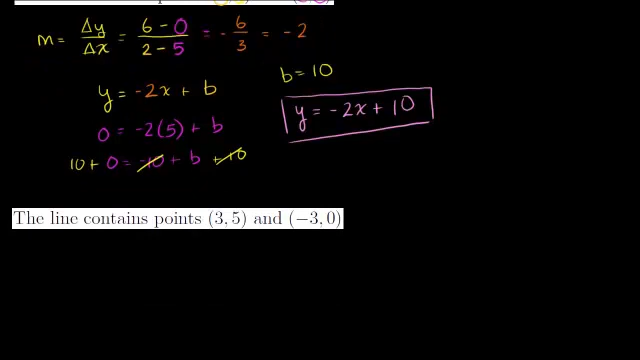 m = Δy/Δx = 6 - 0/2 - 5 = - 6/3 = - 2
b = 10
y = -2x + b
y = -2x + 10
0 = -2(5) + b
10 + 0 = -10 + b + 10
The line contains points (3, 5) and (−3, 0)